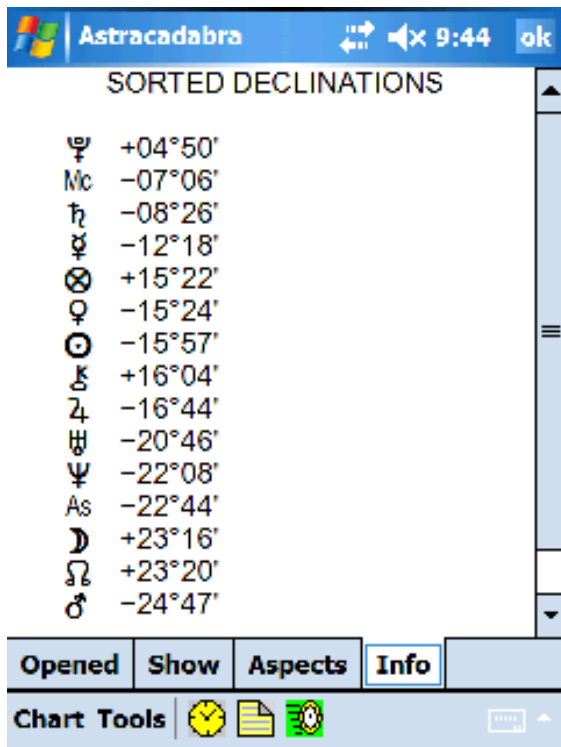 Astracadabra 9:44 ok
SORTED DECLINATIONS
♇ +04°50'
Mc −07°06'
♄ −08°26'
☿ −12°18'
⊗ +15°22'
♀ −15°24'
☉ −15°57'
⚷ +16°04'
♃ −16°44'
♅ −20°46'
♆ −22°08'
As −22°44'
☽ +23°16'
☊ +23°20'
♂ −24°47'
Opened Show Aspects Info
Chart Tools